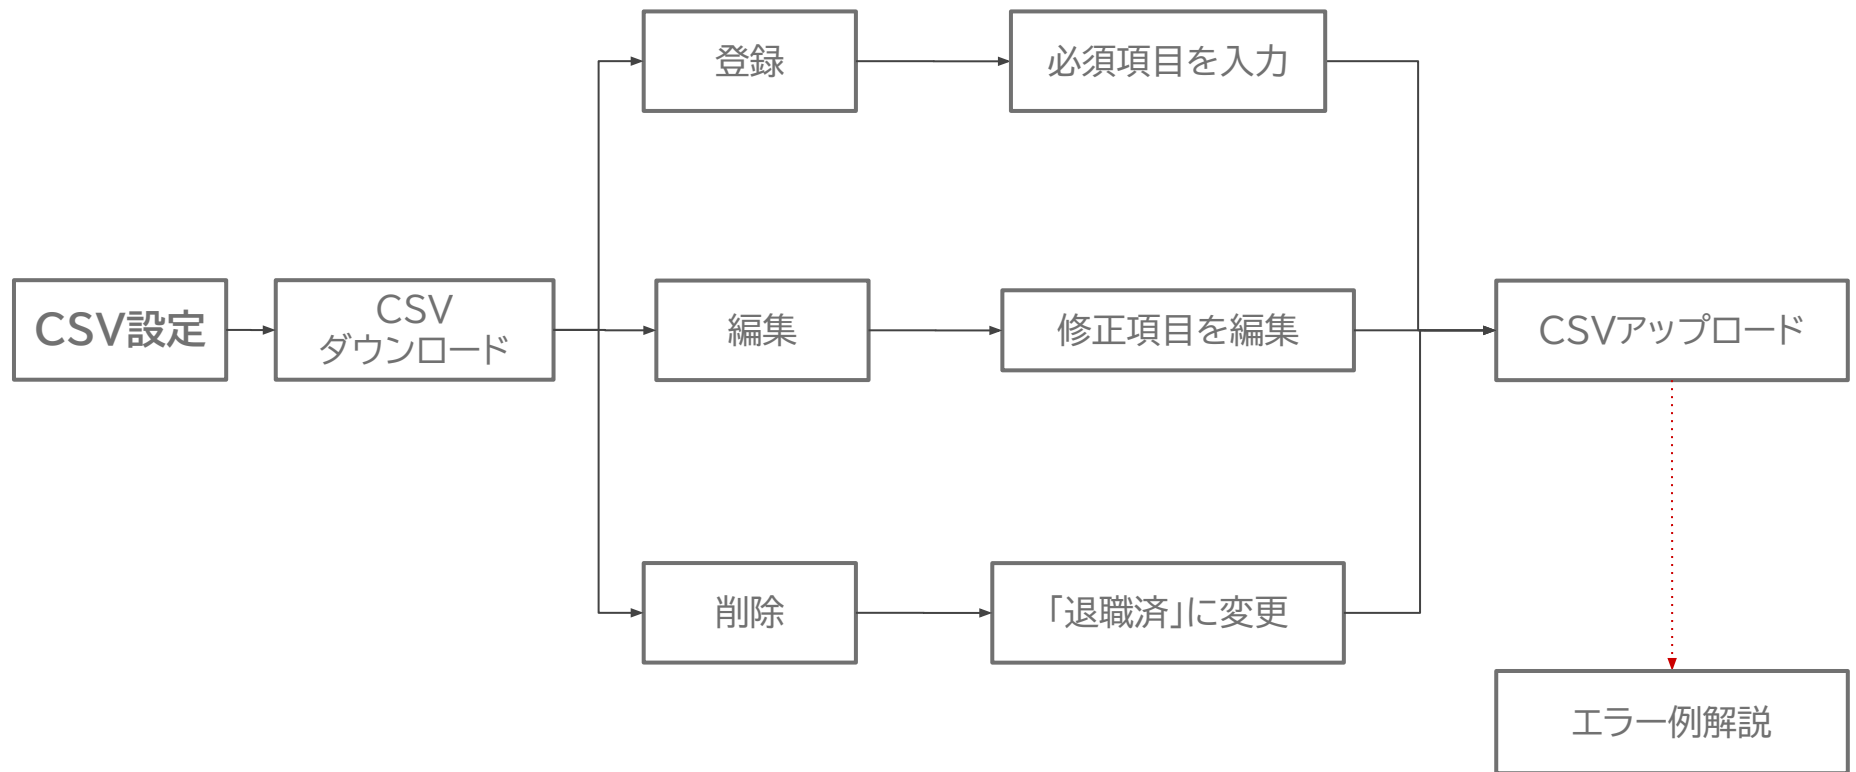 登録
必須項目を入力
CSV設定
CSV
ダウンロード
編集
修正項目を編集
CSVアップロード
削除
「退職済」に変更
エラー例解説